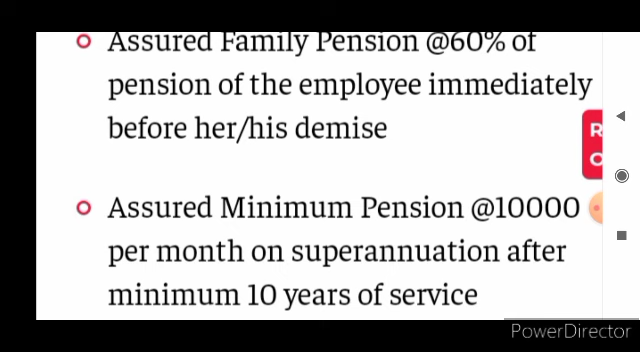 Assured Family Pension @60% of
pension of the employee immediately
before her/his demise
R
O
Assured Minimum Pension @10000
per month on superannuation after
minimum 10 years of service
PowerDirector